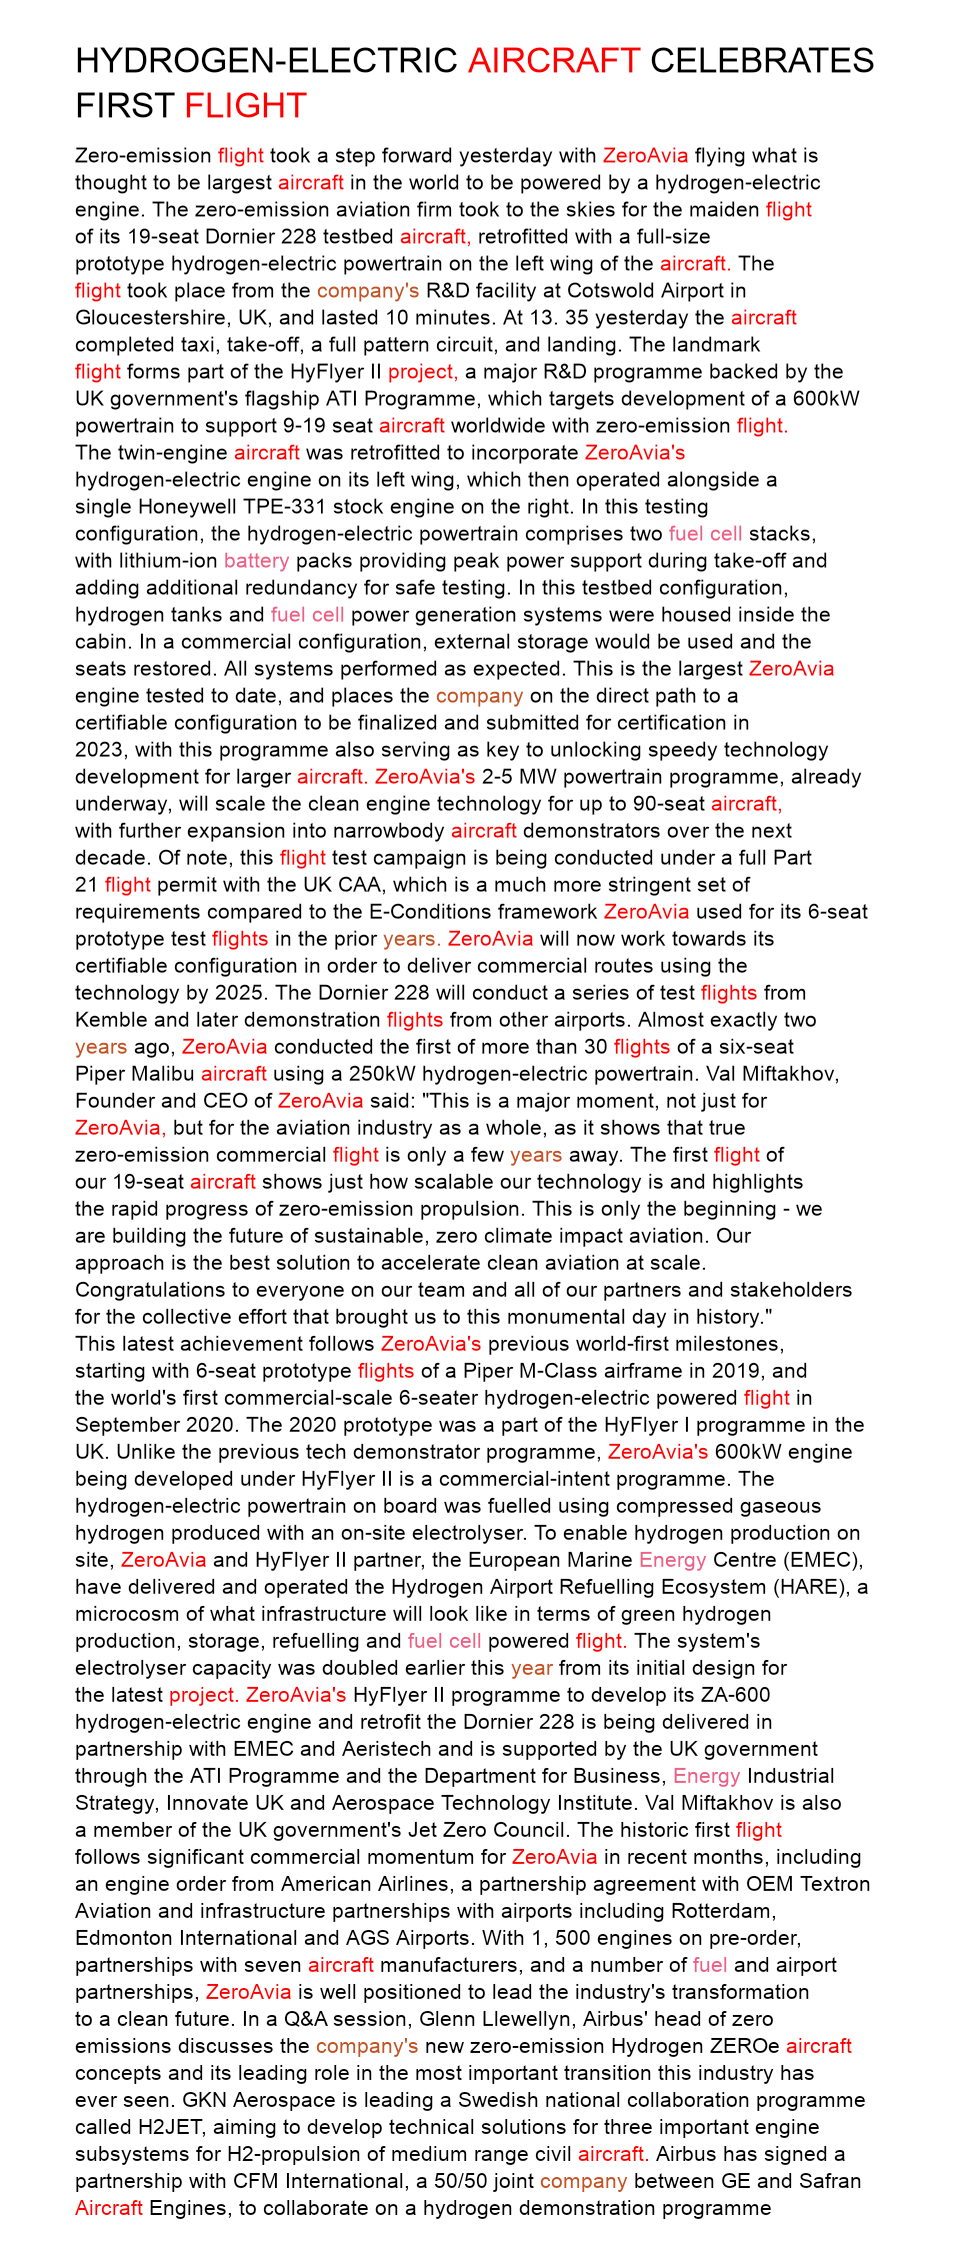 HYDROGEN-ELECTRIC AIRCRAFT CELEBRATES
FIRST FLIGHT
Zero-emission flight took a step forward yesterday with ZeroAvia flying what is
thought to be largest aircraft in the world to be powered by a hydrogen-electric
engine. The zero-emission aviation firm took to the skies for the maiden flight
of its 19-seat Dornier 228 testbed aircraft, retrofitted with a full-size
prototype hydrogen-electric powertrain on the left wing of the aircraft. The
flight took place from the company's R&D facility at Cotswold Airport in
Gloucestershire, UK, and lasted 10 minutes. At 13. 35 yesterday the aircraft
completed taxi, take-off, a full pattern circuit, and landing. The landmark
flight forms part of the HyFlyer II project, a major R&D programme backed by the
UK government's flagship ATI Programme, which targets development of a 600kW
powertrain to support 9-19 seat aircraft worldwide with zero-emission flight.
The twin-engine aircraft was retrofitted to incorporate ZeroAvia's
hydrogen-electric engine on its left wing, which then operated alongside a
single Honeywell TPE-331 stock engine on the right. In this testing
configuration, the hydrogen-electric powertrain comprises two fuel cell stacks,
with lithium-ion battery packs providing peak power support during take-off and
adding additional redundancy for safe testing. In this testbed configuration,
hydrogen tanks and fuel cell power generation systems were housed inside the
cabin. In a commercial configuration, external storage would be used and the
seats restored. All systems performed as expected. This is the largest ZeroAvia
engine tested to date, and places the company on the direct path to a
certifiable configuration to be finalized and submitted for certification in
2023, with this programme also serving as key to unlocking speedy technology
development for larger aircraft. ZeroAvia's 2-5 MW powertrain programme, already
underway, will scale the clean engine technology for up to 90-seat aircraft,
with further expansion into narrowbody aircraft demonstrators over the next
decade. Of note, this flight test campaign is being conducted under a full Part
21 flight permit with the UK CAA, which is a much more stringent set of
requirements compared to the E-Conditions framework ZeroAvia used for its 6-seat
prototype test flights in the prior years. ZeroAvia will now work towards its
certifiable configuration in order to deliver commercial routes using the
technology by 2025. The Dornier 228 will conduct a series of test flights from
Kemble and later demonstration flights from other airports. Almost exactly two
years ago, ZeroAvia conducted the first of more than 30 flights of a six-seat
Piper Malibu aircraft using a 250kW hydrogen-electric powertrain. Val Miftakhov,
Founder and CEO of ZeroAvia said: "This is a major moment, not just for
ZeroAvia, but for the aviation industry as a whole, as it shows that true
zero-emission commercial flight is only a few years away. The first flight of
our 19-seat aircraft shows just how scalable our technology is and highlights
the rapid progress of zero-emission propulsion. This is only the beginning - we
are building the future of sustainable, zero climate impact aviation. Our
approach is the best solution to accelerate clean aviation at scale.
Congratulations to everyone on our team and all of our partners and stakeholders
for the collective effort that brought us to this monumental day in history."
This latest achievement follows ZeroAvia's previous world-first milestones,
starting with 6-seat prototype flights of a Piper M-Class airframe in 2019, and
the world's first commercial-scale 6-seater hydrogen-electric powered flight in
September 2020. The 2020 prototype was a part of the HyFlyer I programme in the
UK. Unlike the previous tech demonstrator programme, ZeroAvia's 600kW engine
being developed under HyFlyer II is a commercial-intent programme. The
hydrogen-electric powertrain on board was fuelled using compressed gaseous
hydrogen produced with an on-site electrolyser. To enable hydrogen production on
site, ZeroAvia and HyFlyer II partner, the European Marine Energy Centre (EMEC),
have delivered and operated the Hydrogen Airport Refuelling Ecosystem (HARE), a
microcosm of what infrastructure will look like in terms of green hydrogen
production, storage, refuelling and fuel cell powered flight. The system's
electrolyser capacity was doubled earlier this year from its initial design for
the latest project. ZeroAvia's HyFlyer II programme to develop its ZA-600
hydrogen-electric engine and retrofit the Dornier 228 is being delivered in
partnership with EMEC and Aeristech and is supported by the UK government
through the ATI Programme and the Department for Business, Energy Industrial
Strategy, Innovate UK and Aerospace Technology Institute. Val Miftakhov is also
a member of the UK government's Jet Zero Council. The historic first flight
follows significant commercial momentum for ZeroAvia in recent months, including
an engine order from American Airlines, a partnership agreement with OEM Textron
Aviation and infrastructure partnerships with airports including Rotterdam,
Edmonton International and AGS Airports. With 1, 500 engines on pre-order,
partnerships with seven aircraft manufacturers, and a number of fuel and airport
partnerships, ZeroAvia is well positioned to lead the industry's transformation
to a clean future. In a Q&A session, Glenn Llewellyn, Airbus' head of zero
emissions discusses the company's new zero-emission Hydrogen ZEROe aircraft
concepts and its leading role in the most important transition this industry has
ever seen. GKN Aerospace is leading a Swedish national collaboration programme
called H2JET, aiming to develop technical solutions for three important engine
subsystems for H2-propulsion of medium range civil aircraft. Airbus has signed a
partnership with CFM International, a 50/50 joint company between GE and Safran
Aircraft Engines, to collaborate on a hydrogen demonstration programme